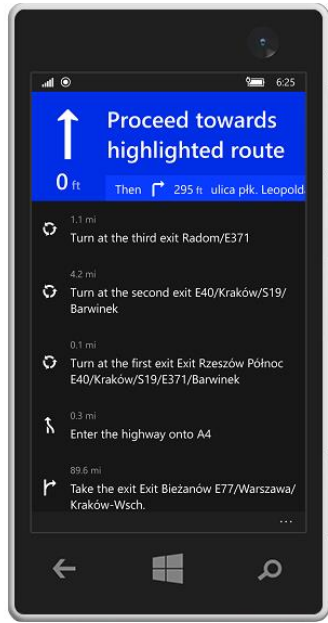 6:25
Proceed towards
highlighted route
0 ft
Then 295 ft ulica płk. Leopold
1.1 mi
Turn at the third exit Radom/E371
4.2 mi
Turn at the second exit E40/Kraków/S19/
Barwinek
0.1 mi
Turn at the first exit Exit Rzeszów Północ
E40/Kraków/S19/E371/Barwinek
0.3 mi
Enter the highway onto A4
89.6 mi
Take the exit Exit Bieżanów E77/Warszawa/
Kraków-Wsch.
...